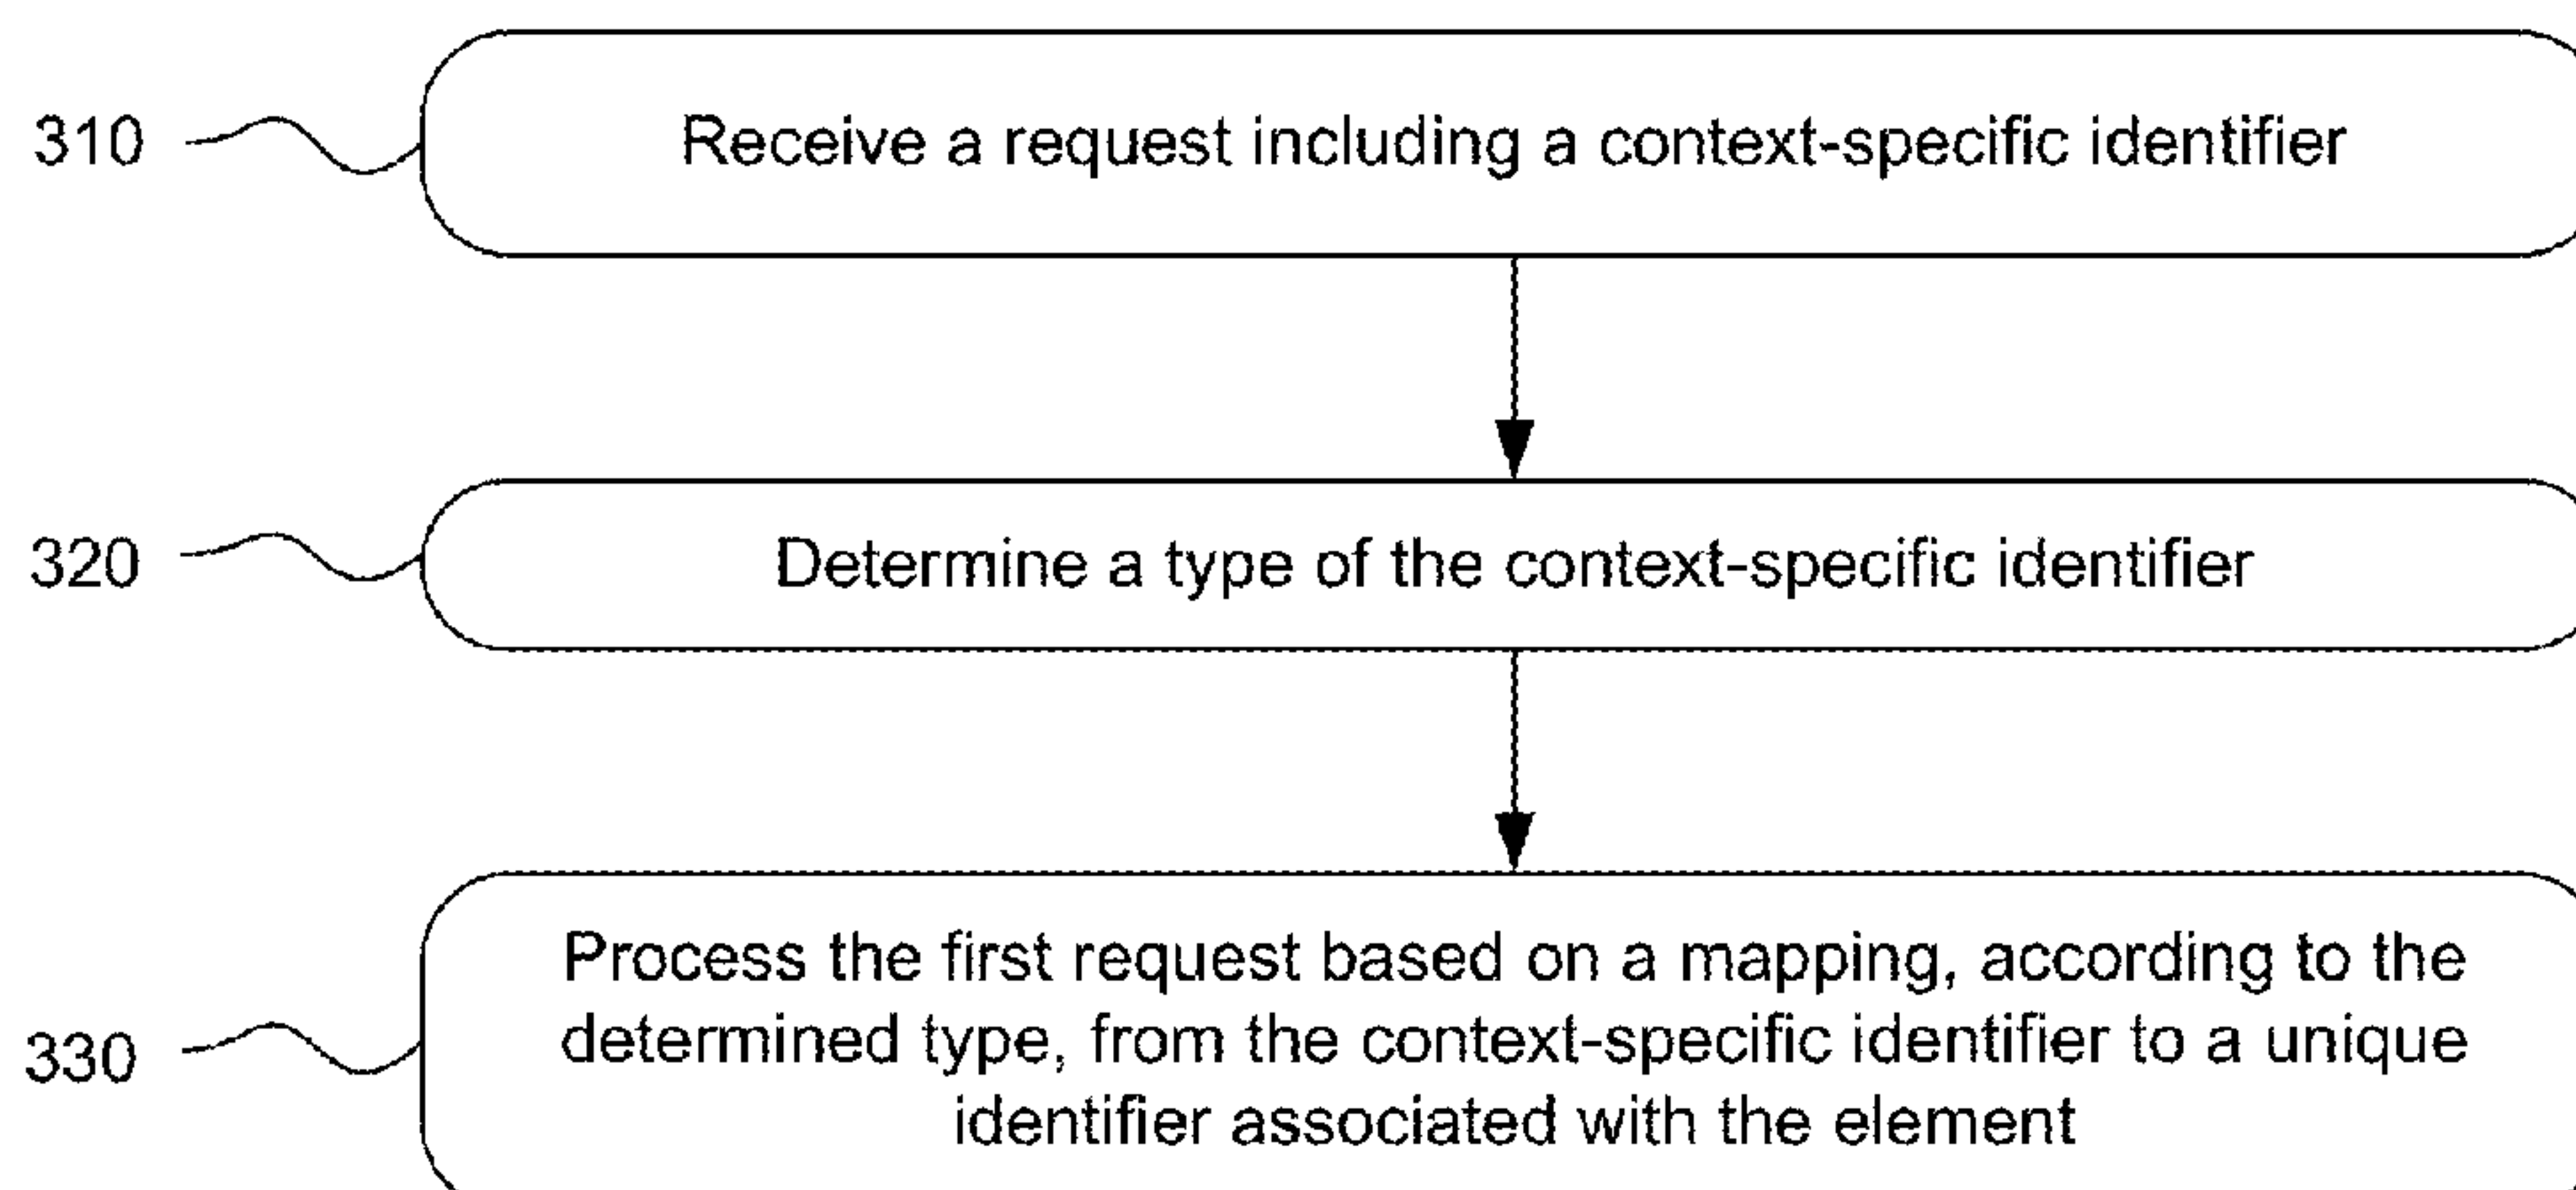 310
Receive a request including a context-specific identifier
320
Determine a type of the context-specific identifier
330
Process the first request based on a mapping, according to the
determined type, from the context-specific identifier to a unique
identifier associated with the element